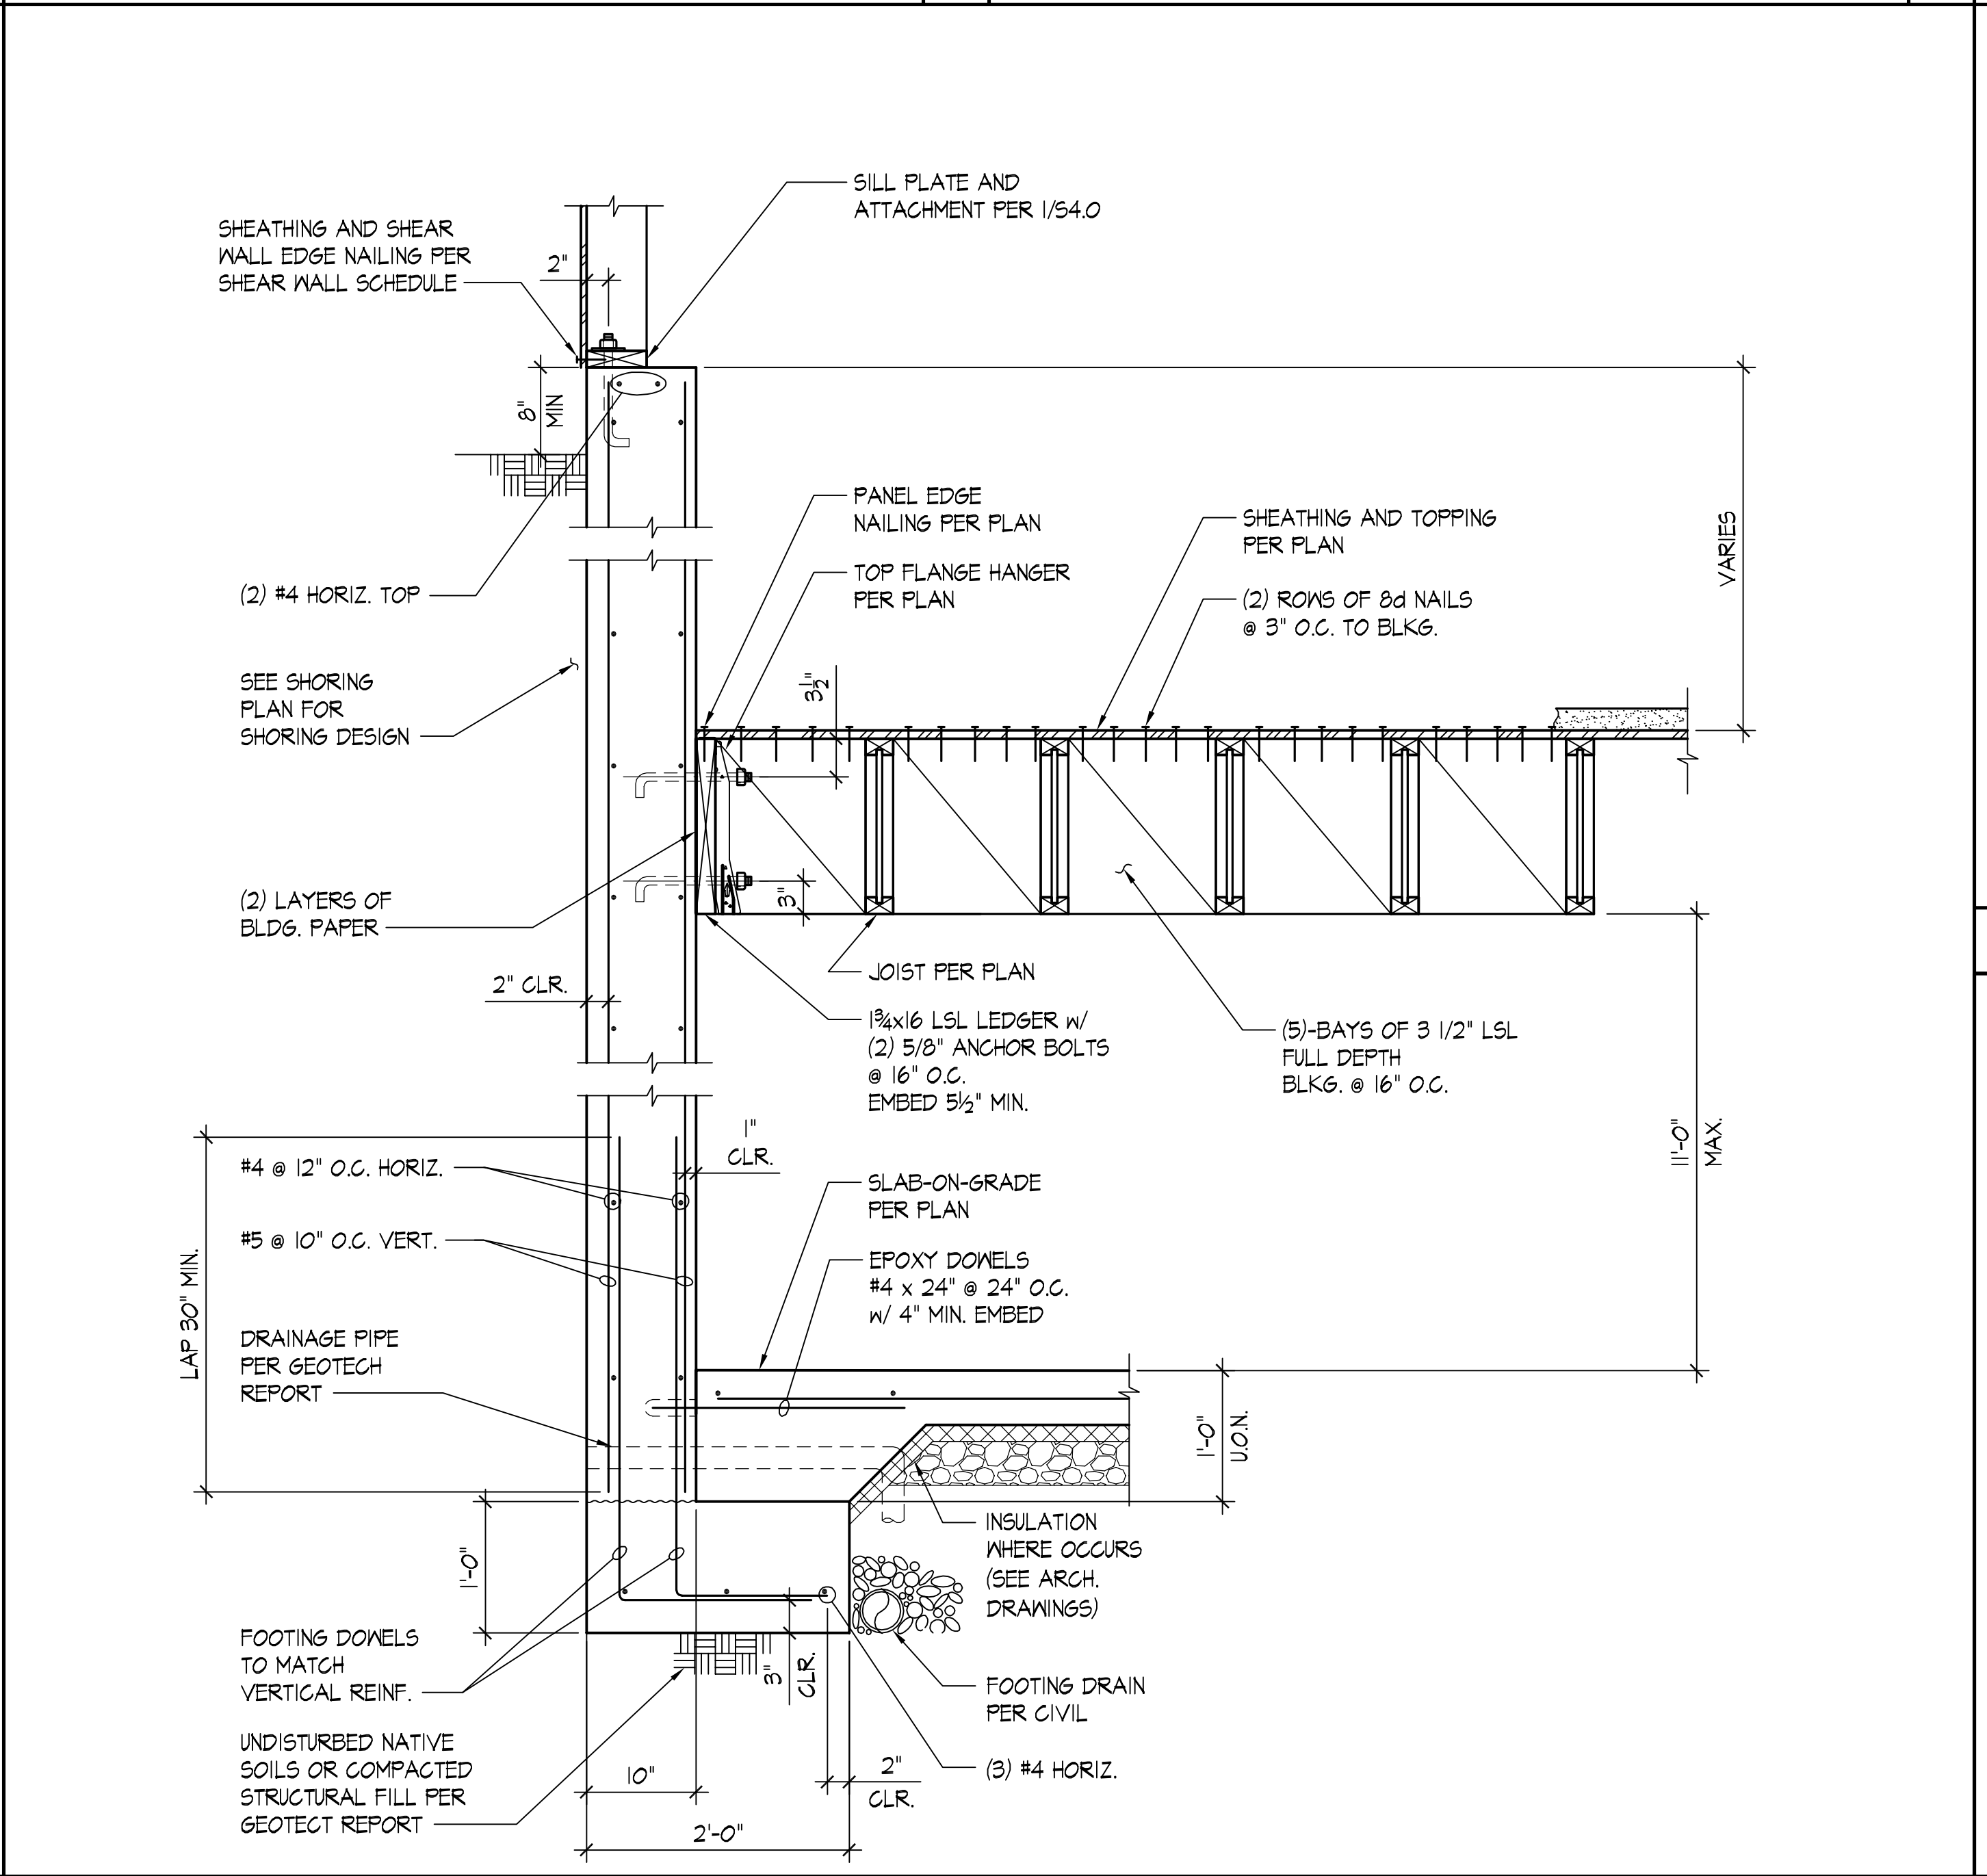 SILL PLATE AND
ATTACHMENT PER 1/S4.0
SHEATHING AND SHEAR
WALL EDGE NAILING PER
SHEAR WALL SCHEDULE
2"
8"
MIN
PANEL EDGE
NAILING PER PLAN
SHEATHING AND TOPPING
PER PLAN
VARIES
TOP FLANGE HANGER
PER PLAN
(2) #4 HORIZ. TOP
(2) ROWS OF 8d NAILS
@ 3" O.C. TO BLKG.
SEE SHORING
PLAN FOR
SHORING DESIGN
3½"
(2) LAYERS OF
BLDG. PAPER
3"
2" CLR.
JOIST PER PLAN
1¾x16 LSL LEDGER w/
(2) 5/8" ANCHOR BOLTS
@ 16" O.C.
EMBED 5½" MIN.
(5)-BAYS OF 3 1/2" LSL
FULL DEPTH
BLKG. @ 16" O.C.
1"
CLR.
11'-0"
MAX.
#4 @ 12" O.C. HORIZ.
SLAB-ON-GRADE
PER PLAN
#5 @ 10" O.C. VERT.
EPOXY DOWELS
#4 x 24" @ 24" O.C.
w/ 4" MIN. EMBED
LAP 30" MIN.
DRAINAGE PIPE
PER GEOTECH
REPORT
1'-0"
U.O.N.
INSULATION
WHERE OCCURS
(SEE ARCH.
DRAWINGS)
1'-0"
FOOTING DOWELS
TO MATCH
VERTICAL REINF.
3"
CLR.
FOOTING DRAIN
PER CIVIL
UNDISTURBED NATIVE
SOILS OR COMPACTED
STRUCTURAL FILL PER
GEOTECT REPORT
10"
2"
CLR.
(3) #4 HORIZ.
2'-0"